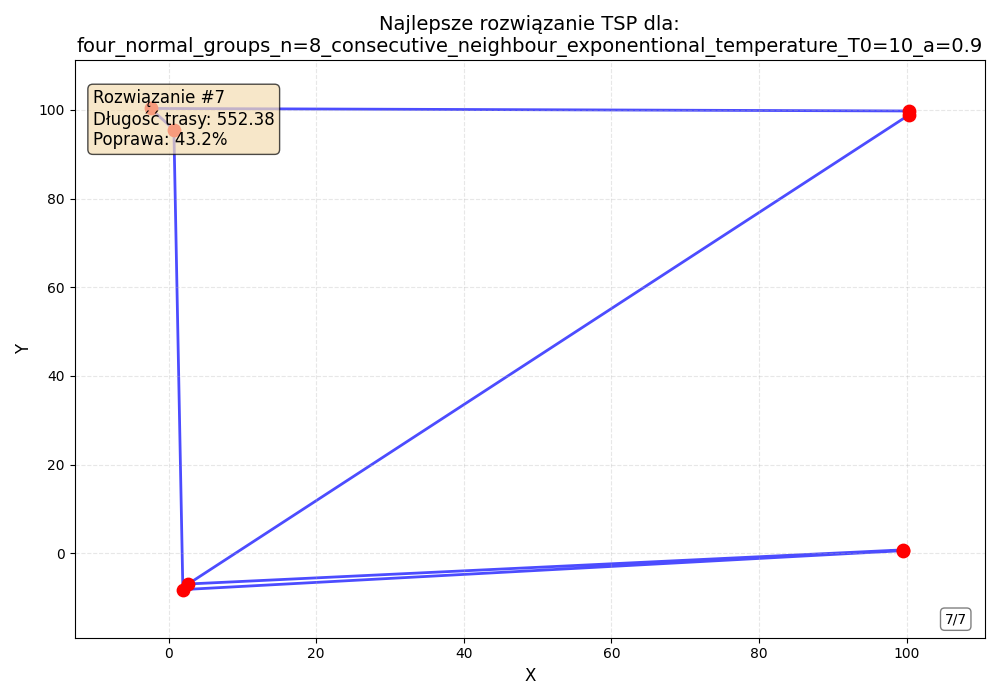 Najlepsze rozwiązanie TSP dla:
four_normal_groups_n=8_consecutive_neighbour_exponentional_temperature_T0=10_a=0.9
Rozwiązanie #7
Długość trasy: 552.38
Poprawa: 43.2%
100
80
60
40
20
0
Y
7/7
0 20 40 60 80 100
X